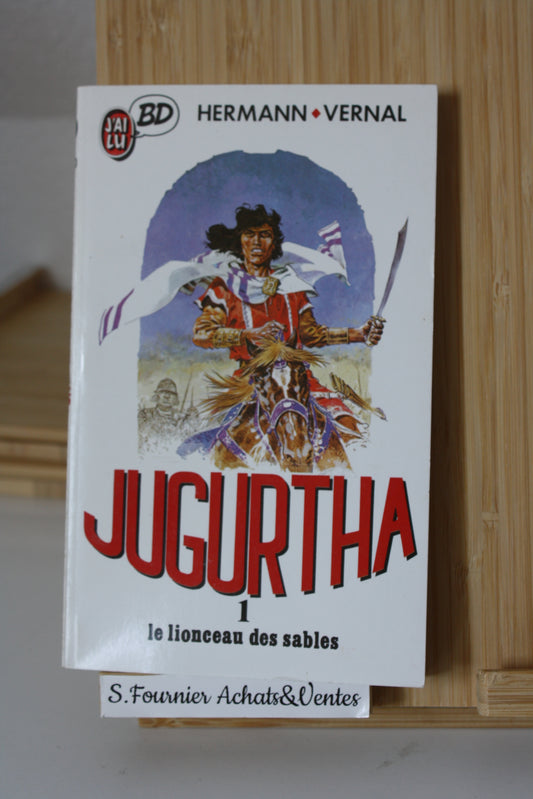 J'AI LU
BD
HERMANN ♦ VERNAL
JUGURTHA
1
le lionceau des sables
S.Fournier Achats&Ventes